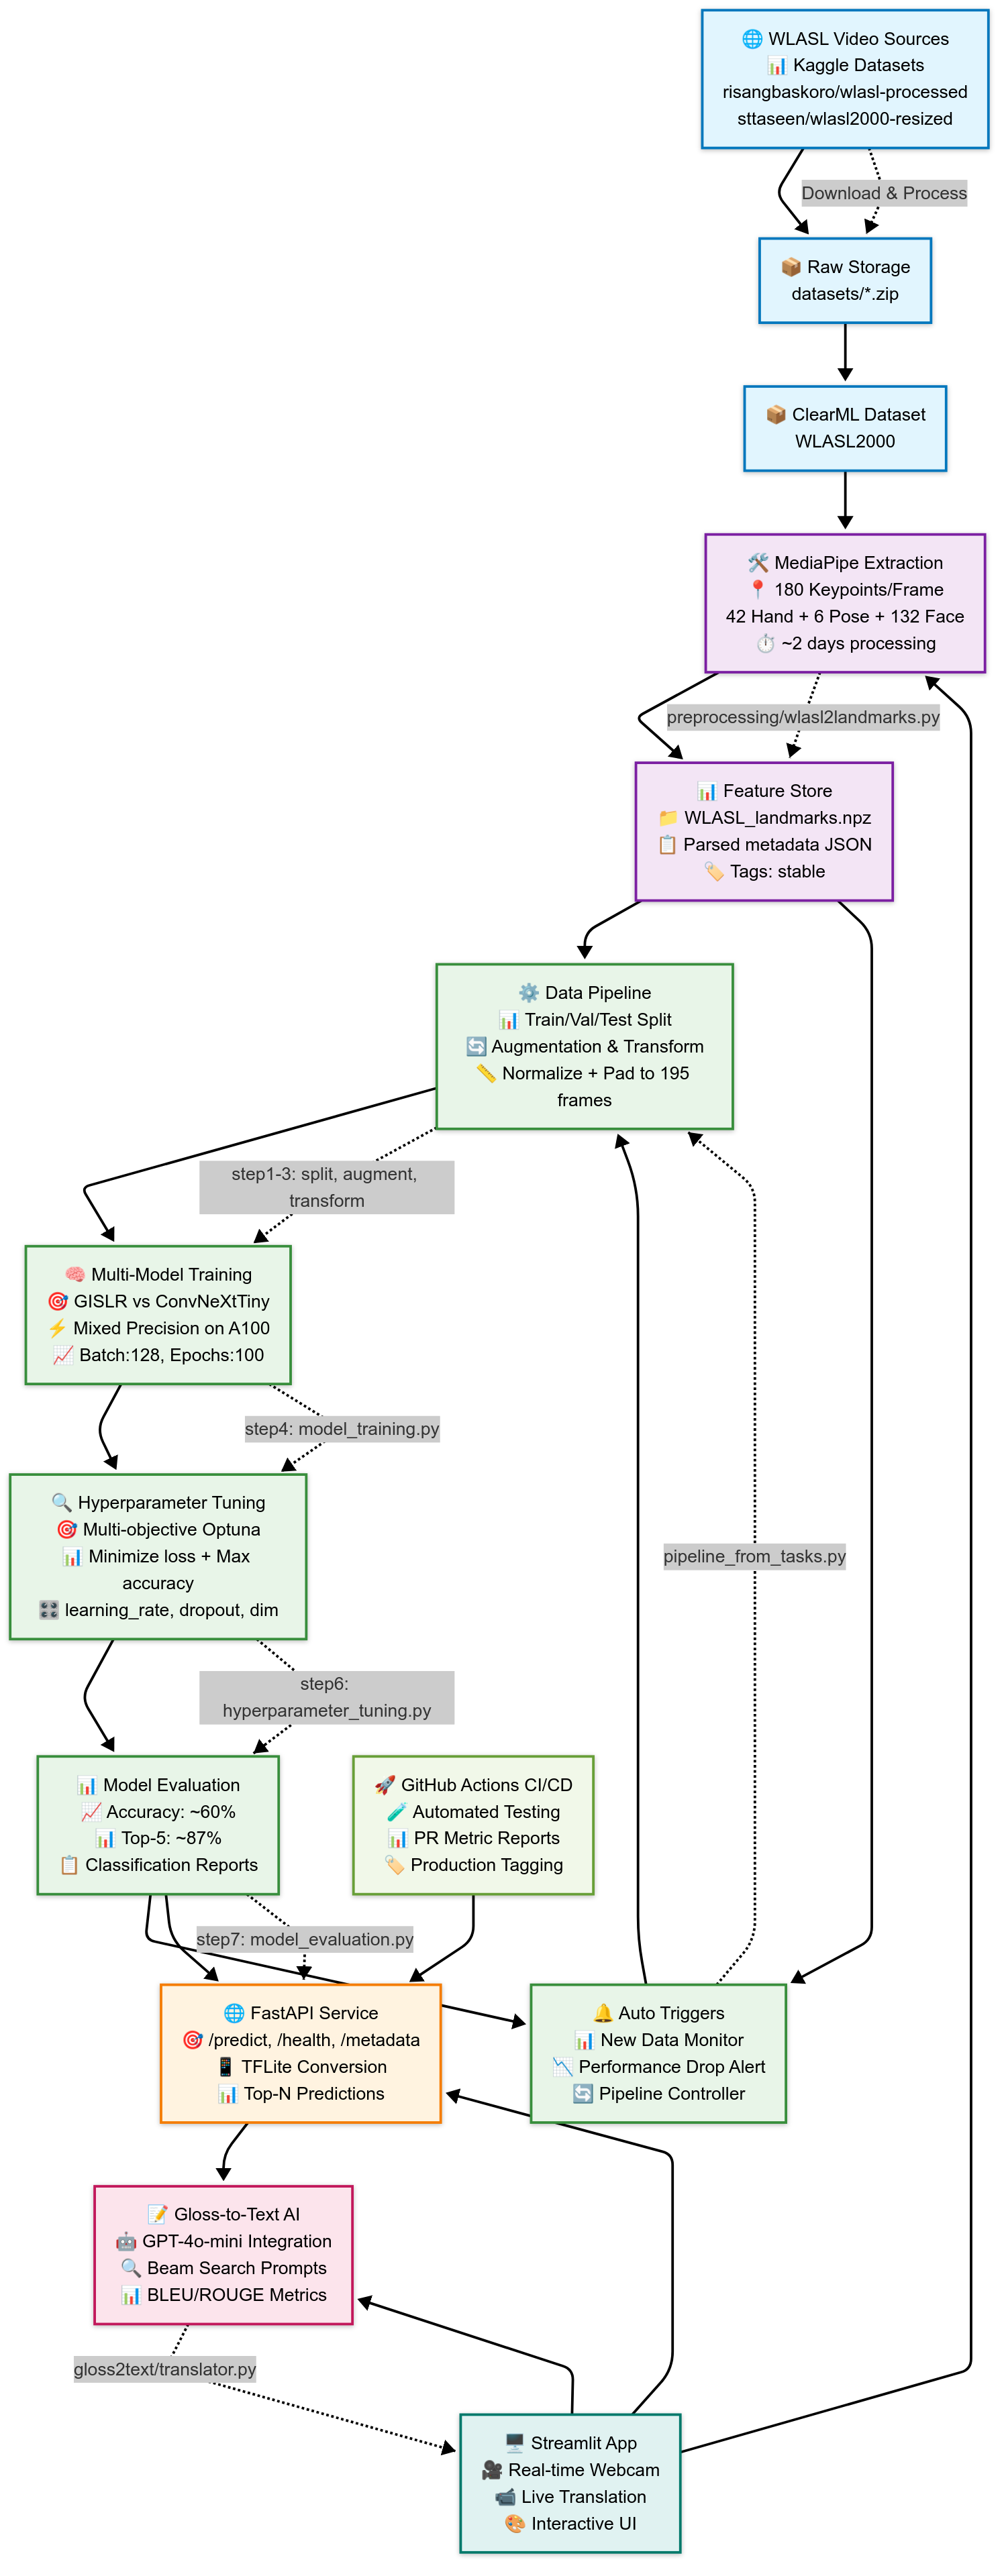 🌐 WLASL Video Sources
📊 Kaggle Datasets
risangbaskoro/wlasl-processed
sttaseen/wlasl2000-resized
Download & Process
📦 Raw Storage
datasets/*.zip
📦 ClearML Dataset
WLASL2000
🛠️ MediaPipe Extraction
📍 180 Keypoints/Frame
42 Hand + 6 Pose + 132 Face
⏱️ ~2 days processing
preprocessing/wlasl2landmarks.py
📊 Feature Store
📁 WLASL_landmarks.npz
📋 Parsed metadata JSON
🏷️ Tags: stable
⚙️ Data Pipeline
📊 Train/Val/Test Split
🔄 Augmentation & Transform
📏 Normalize + Pad to 195
frames
step1-3: split, augment,
transform
🧠 Multi-Model Training
🎯 GISLR vs ConvNeXtTiny
⚡ Mixed Precision on A100
📈 Batch:128, Epochs:100
step4: model_training.py
🔍 Hyperparameter Tuning
🎯 Multi-objective Optuna
📊 Minimize loss + Max
accuracy
🎛️ learning_rate, dropout, dim
pipeline_from_tasks.py
step6:
hyperparameter_tuning.py
📊 Model Evaluation
📈 Accuracy: ~60%
📊 Top-5: ~87%
📋 Classification Reports
🚀 GitHub Actions CI/CD
🧪 Automated Testing
📊 PR Metric Reports
🏷️ Production Tagging
step7: model_evaluation.py
🌐 FastAPI Service
🎯 /predict, /health, /metadata
📱 TFLite Conversion
📊 Top-N Predictions
🔔 Auto Triggers
📊 New Data Monitor
📉 Performance Drop Alert
🔄 Pipeline Controller
📝 Gloss-to-Text AI
🤖 GPT-4o-mini Integration
🔍 Beam Search Prompts
📊 BLEU/ROUGE Metrics
gloss2text/translator.py
🖥️ Streamlit App
🎥 Real-time Webcam
📹 Live Translation
🎨 Interactive UI